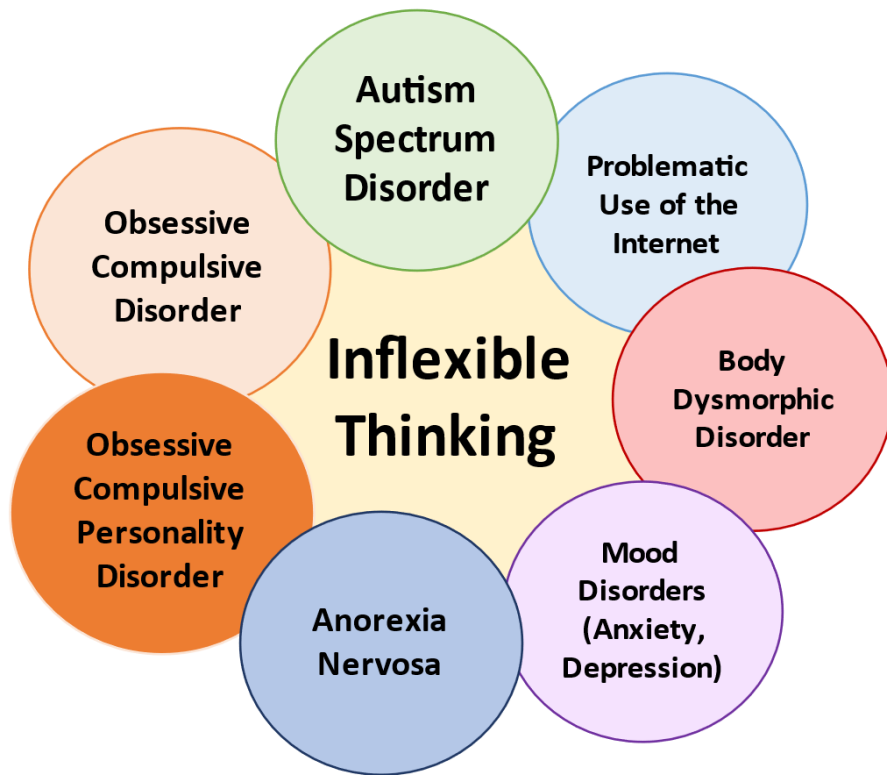 Autism
Spectrum
Disorder
Problematic
Use of the
Internet
Obsessive
Compulsive
Disorder
Inflexible
Thinking
Body
Dysmorphic
Disorder
Obsessive
Compulsive
Personality
Disorder
Anorexia
Nervosa
Mood
Disorders
(Anxiety,
Depression)